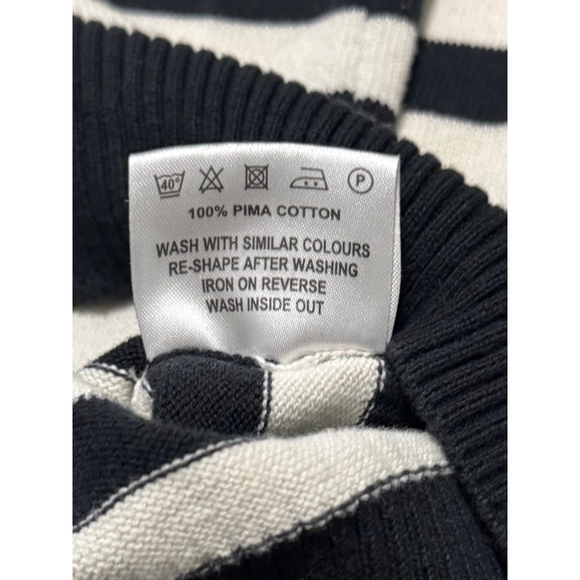 40° P
100% PIMA COTTON
WASH WITH SIMILAR COLOURS
RE-SHAPE AFTER WASHING
IRON ON REVERSE
WASH INSIDE OUT